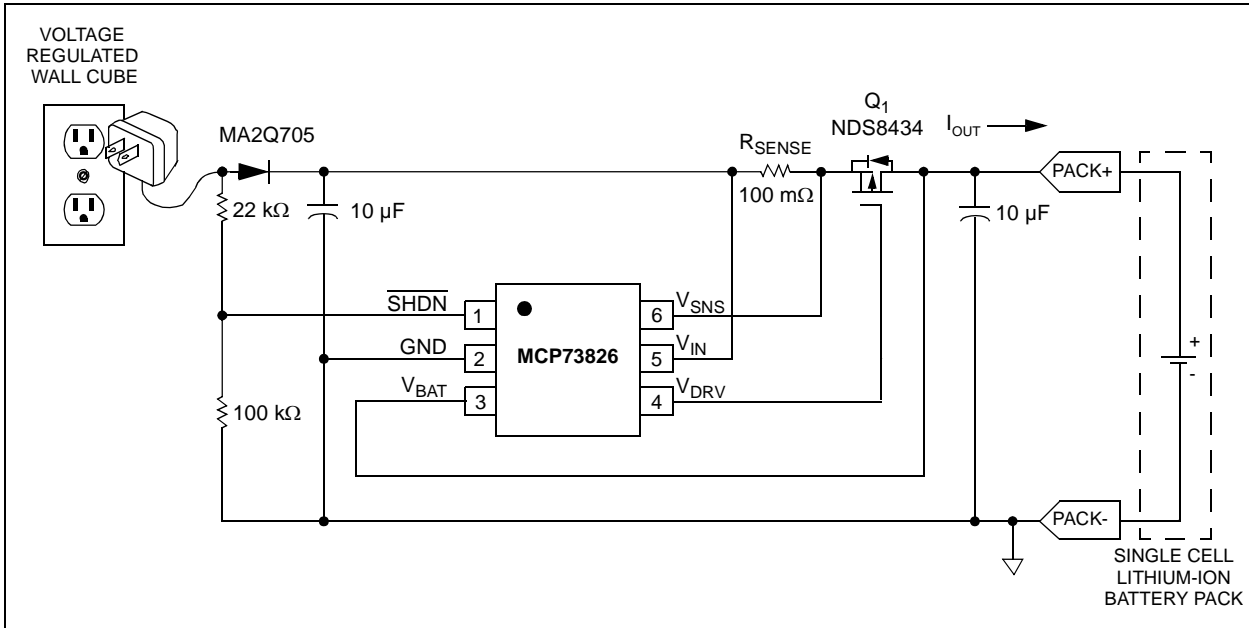 VOLTAGE
REGULATED
WALL CUBE
MA2Q705
22 kΩ
10 µF
100 kΩ
R_SENSE
100 mΩ
Q₁
NDS8434
I_OUT
PACK+
10 µF
S̅H̅D̅N̅
1
GND
2
V_BAT
3
MCP73826
6
V_SNS
5
V_IN
4
V_DRV
+
-
PACK-
SINGLE CELL
LITHIUM-ION
BATTERY PACK